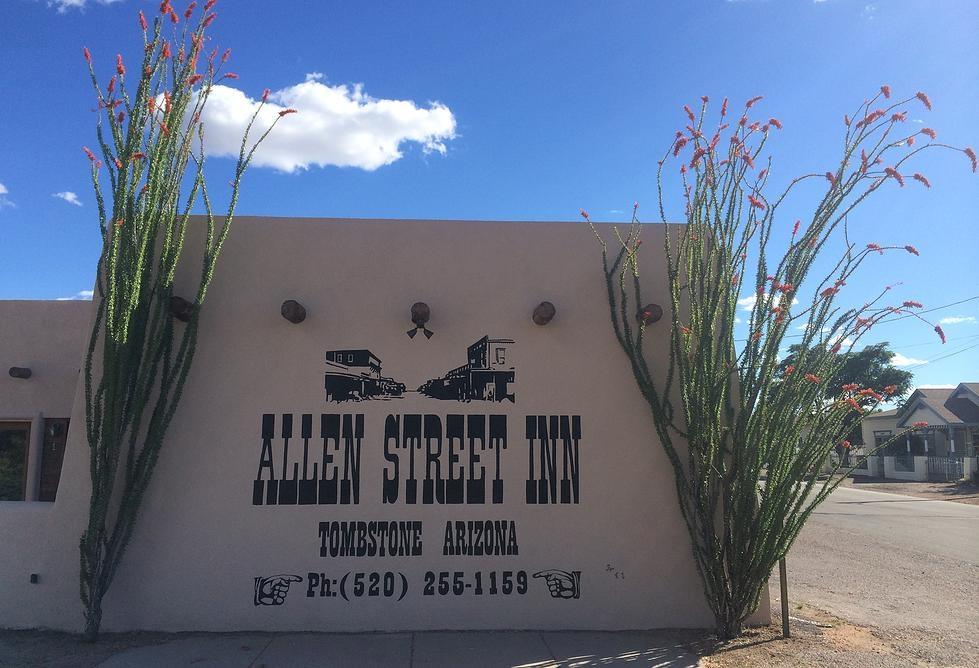 ALLEN STREET INN
TOMBSTONE ARIZONA
Ph:(520) 255-1159